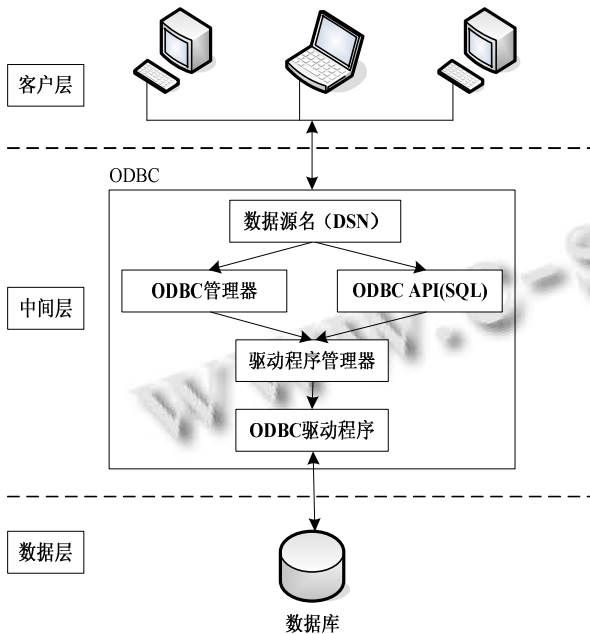 客户层
ODBC
数据源名（DSN）
ODBC管理器
ODBC API(SQL)
中间层
驱动程序管理器
ODBC驱动程序
数据层
数据库
www.c-s